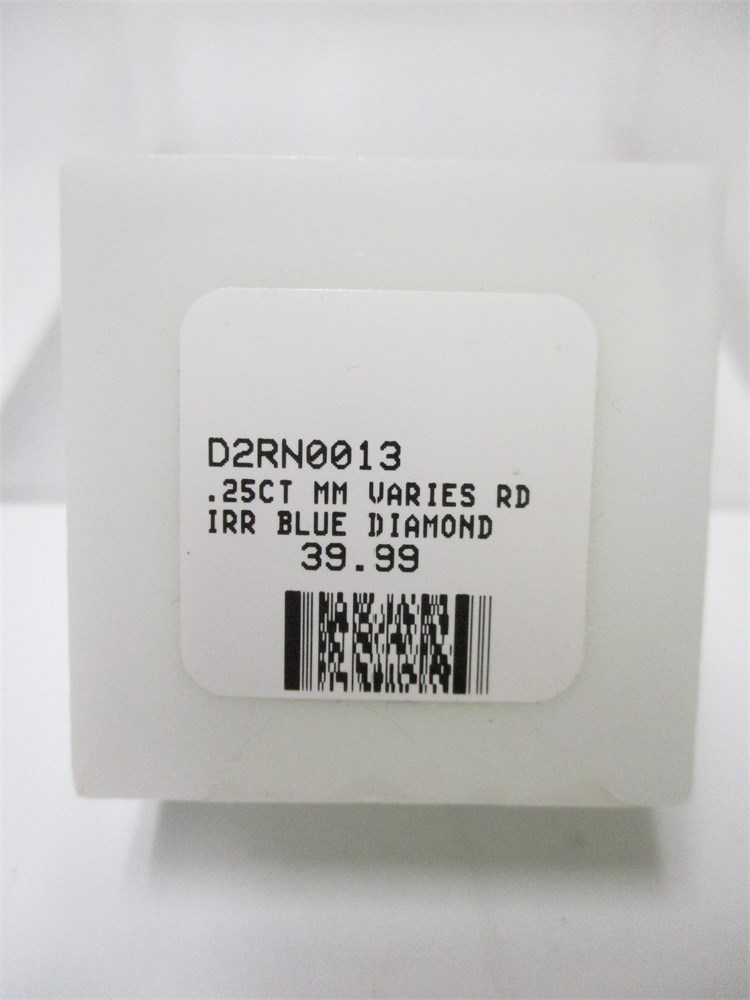 D2RN0013
.25CT MM VARIES RD
IRR BLUE DIAMOND
39.99